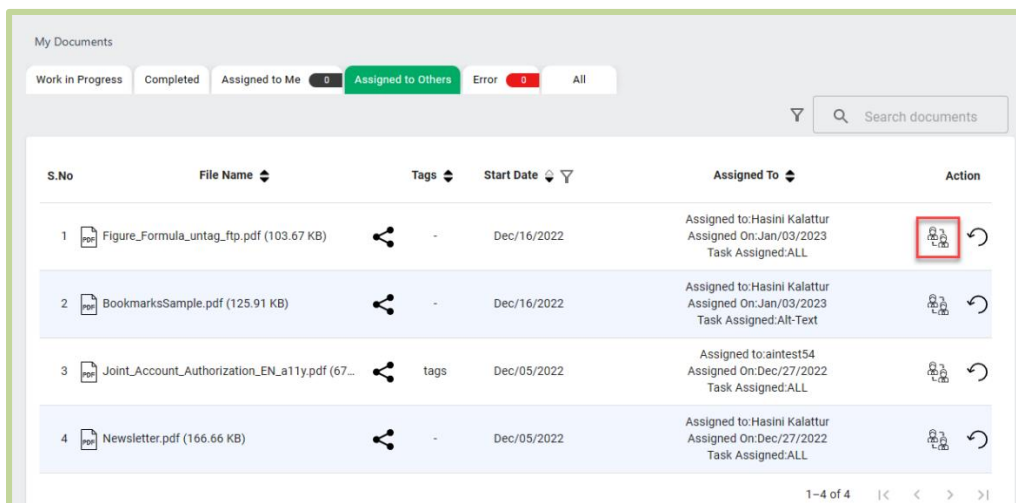 My Documents
Work in Progress Completed Assigned to Me 0 Assigned to Others Error 0 All
Search documents
S.No File Name Tags Start Date Assigned To Action
1 PDF Figure_Formula_untag_ftp.pdf (103.67 KB) - Dec/16/2022 Assigned to:Hasini Kalattur
Assigned On:Jan/03/2023
Task Assigned:ALL
2 PDF BookmarksSample.pdf (125.91 KB) - Dec/16/2022 Assigned to:Hasini Kalattur
Assigned On:Jan/03/2023
Task Assigned:Alt-Text
3 PDF Joint_Account_Authorization_EN_a11y.pdf (67... tags Dec/05/2022 Assigned to:aintest54
Assigned On:Dec/27/2022
Task Assigned:ALL
4 PDF Newsletter.pdf (166.66 KB) - Dec/05/2022 Assigned to:Hasini Kalattur
Assigned On:Dec/27/2022
Task Assigned:ALL
1–4 of 4 |< < > >|